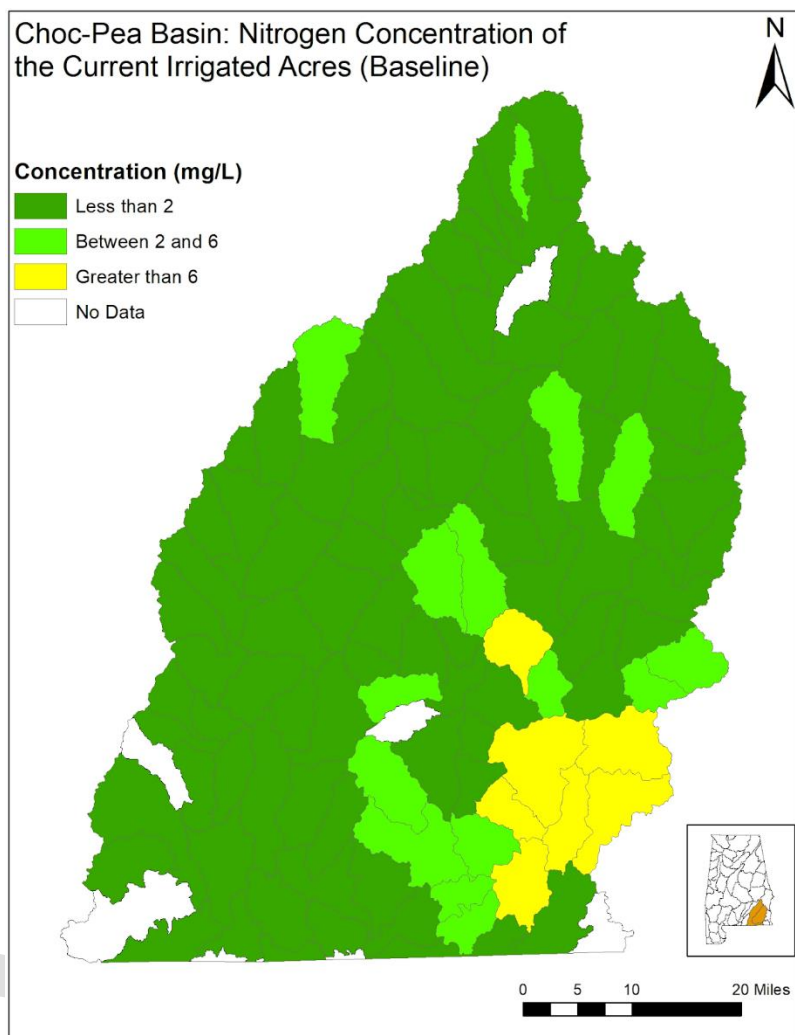 Choc-Pea Basin: Nitrogen Concentration of
the Current Irrigated Acres (Baseline)
N
Concentration (mg/L)
Less than 2
Between 2 and 6
Greater than 6
No Data
0 5 10 20 Miles